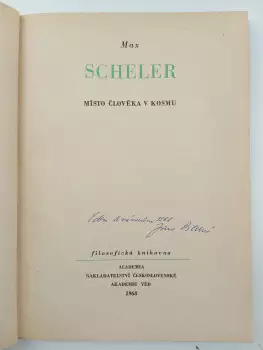 Max
SCHELER
MÍSTO ČLOVĚKA V KOSMU
filosofická knihovna
ACADEMIA
NAKLADATELSTVÍ ČESKOSLOVENSKÉ
AKADEMIE VĚD
1968